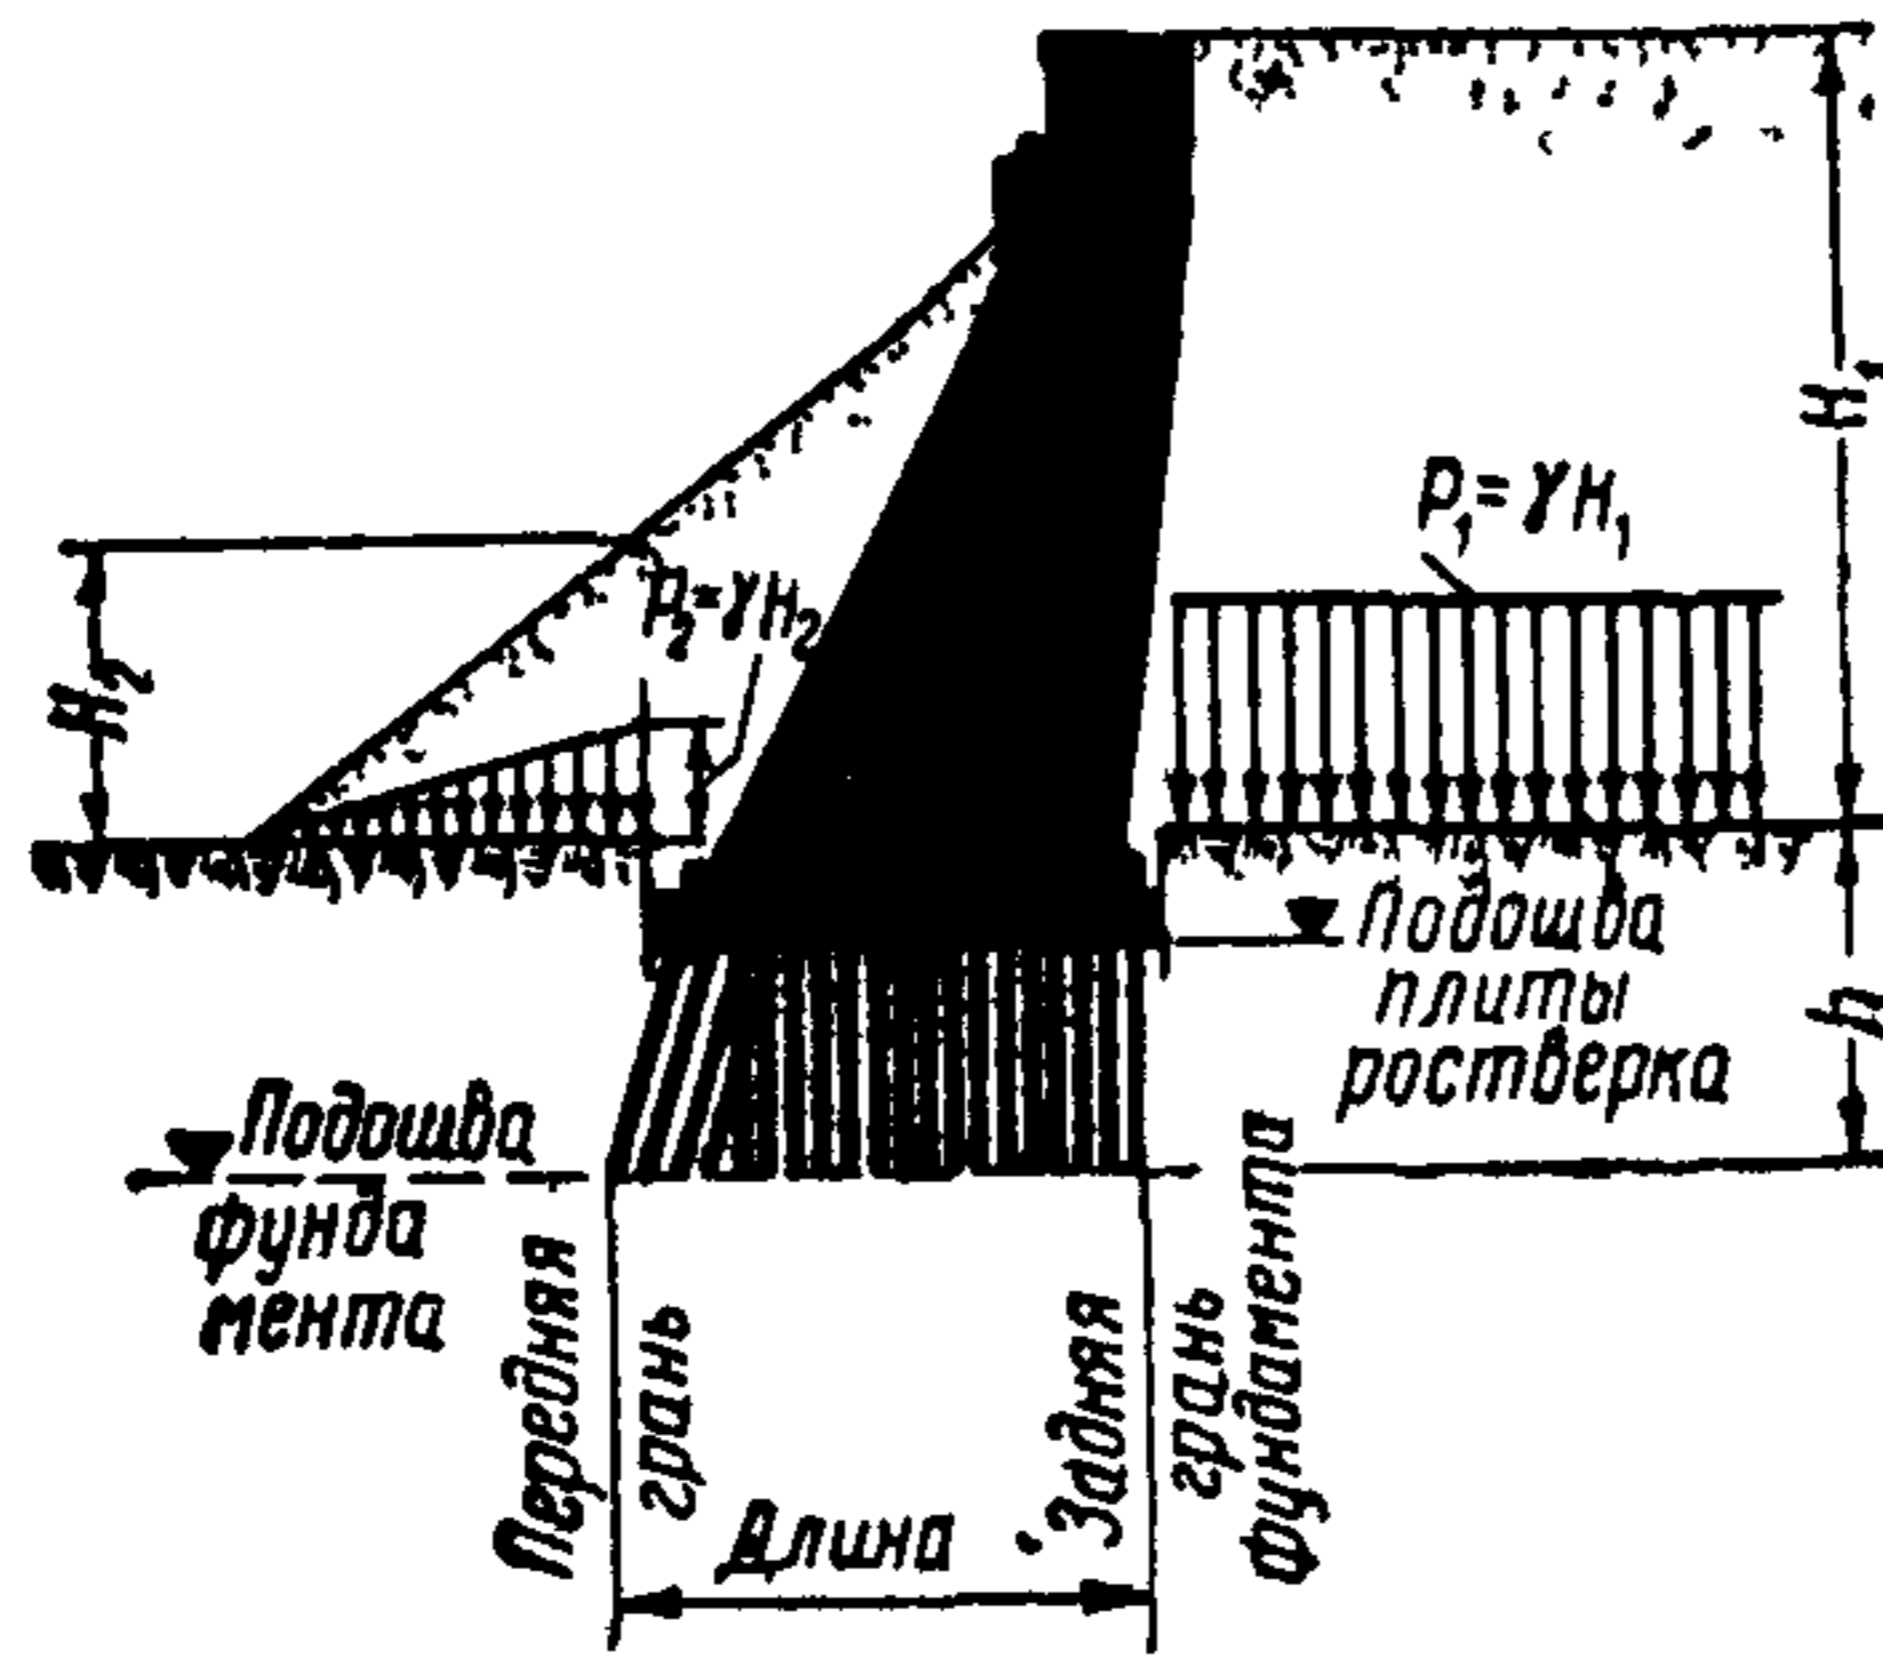 H₁
P₁=γH₁
P₂=γH₂
H₂
Подошва
плиты
ростверка
h
Подошва
фунда
мента
Передняя
грань
Задняя
грань
фундамента
Длина